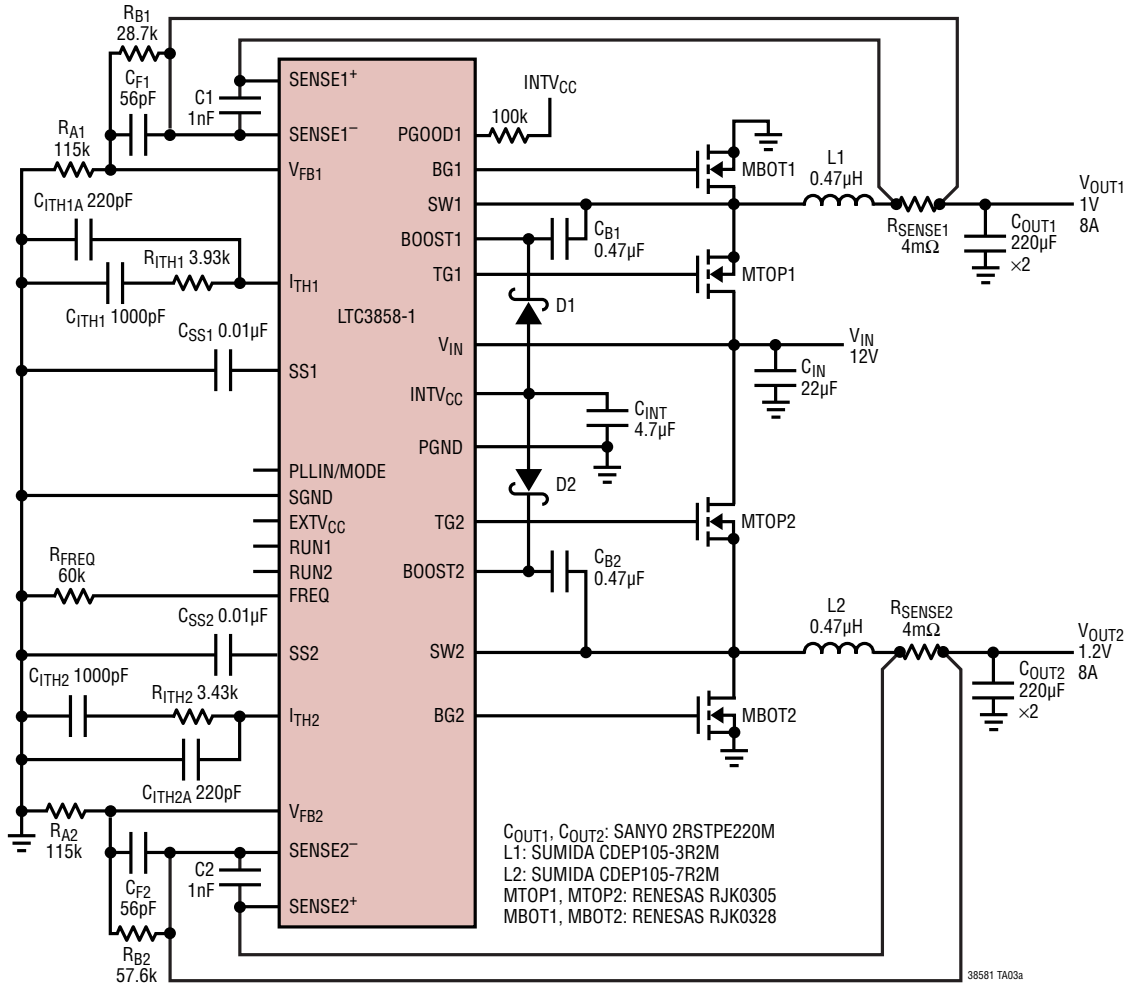 RB1
28.7k
CF1
56pF
C1
1nF
RA1
115k
CITH1A 220pF
RITH1 3.93k
CITH1 1000pF
CSS1 0.01µF
RFREQ
60k
CSS2 0.01µF
CITH2 1000pF
RITH2 3.43k
CITH2A 220pF
RA2
115k
CF2
56pF
C2
1nF
RB2
57.6k
SENSE1+
SENSE1–
VFB1
ITH1
SS1
PLLIN/MODE
SGND
EXTVCC
RUN1
RUN2
FREQ
SS2
ITH2
VFB2
SENSE2–
SENSE2+
LTC3858-1
PGOOD1
BG1
SW1
BOOST1
TG1
VIN
INTVCC
PGND
TG2
BOOST2
SW2
BG2
100k
INTVCC
CB1
0.47µF
D1
CINT
4.7µF
D2
CB2
0.47µF
MBOT1
MTOP1
MTOP2
MBOT2
L1
0.47µH
RSENSE1
4mΩ
COUT1
220µF
×2
VOUT1
1V
8A
VIN
12V
CIN
22µF
L2
0.47µH
RSENSE2
4mΩ
COUT2
220µF
×2
VOUT2
1.2V
8A
COUT1, COUT2: SANYO 2RSTPE220M
L1: SUMIDA CDEP105-3R2M
L2: SUMIDA CDEP105-7R2M
MTOP1, MTOP2: RENESAS RJK0305
MBOT1, MBOT2: RENESAS RJK0328
38581 TA03a